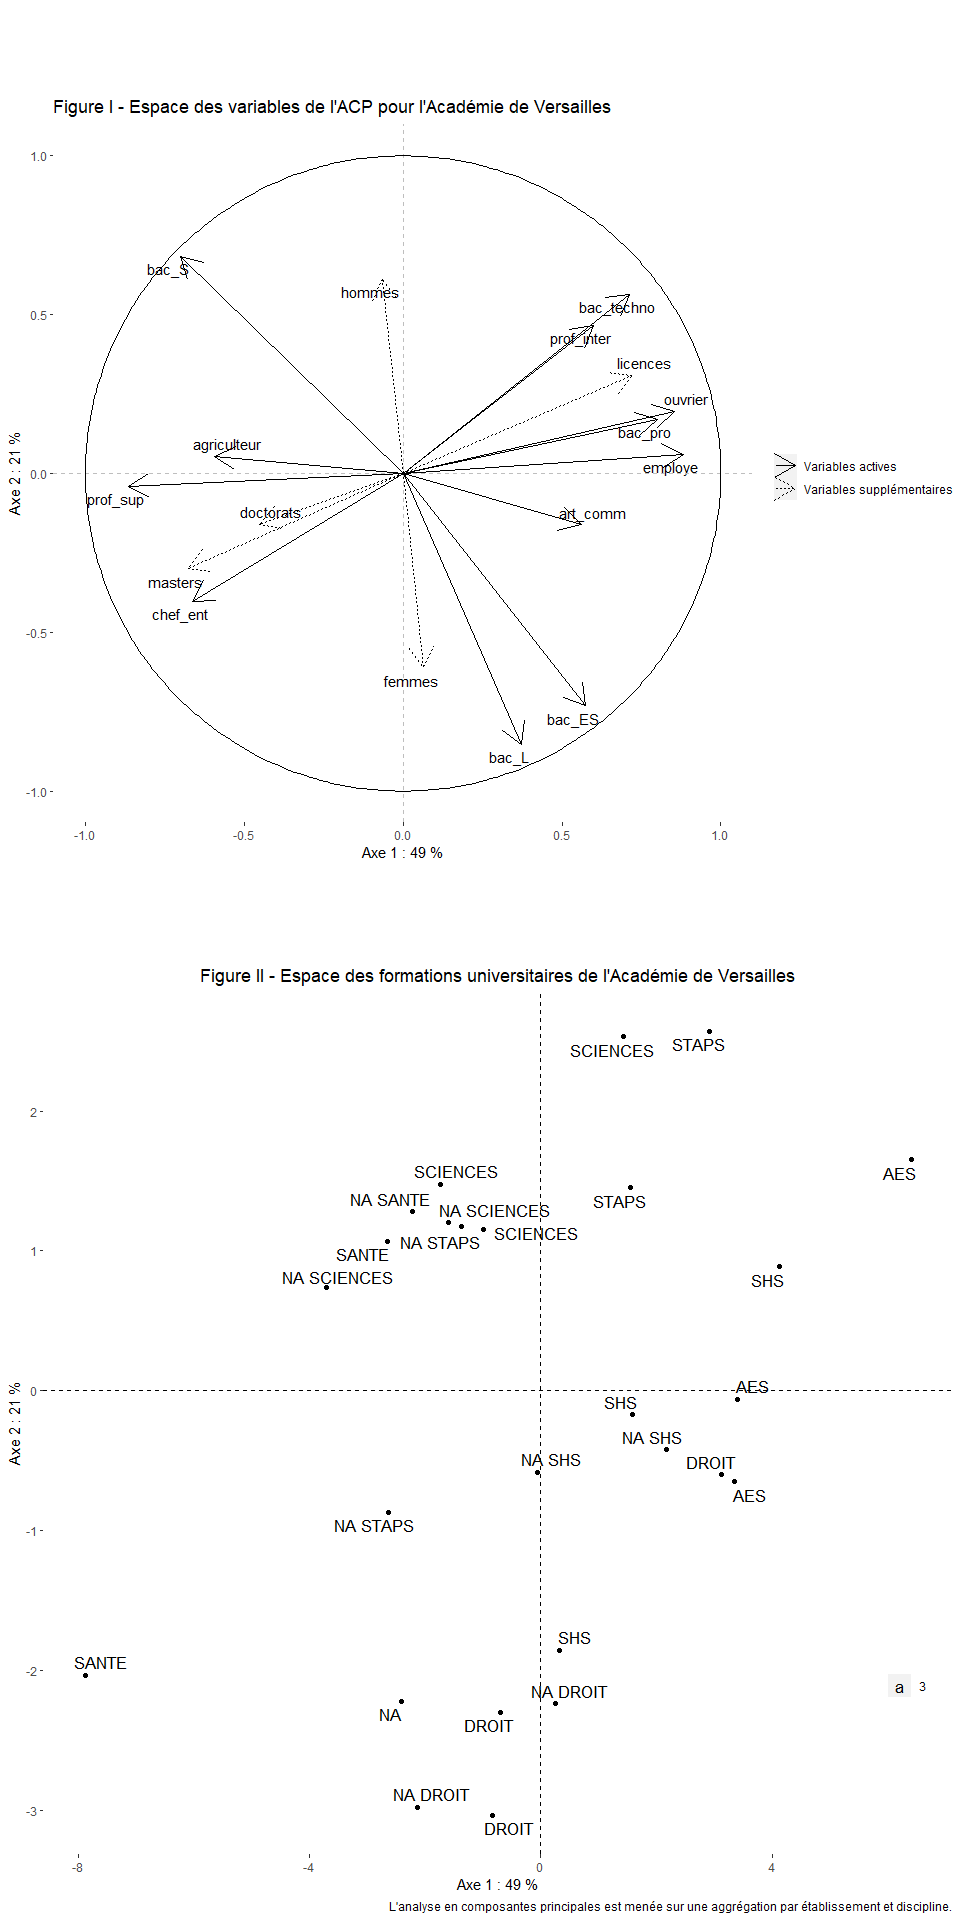 Figure I - Espace des variables de l'ACP pour l'Académie de Versailles
1.0
bac_S
hommes
0.5
bac_techno
prof_inter
licences
ouvrier
agriculteur
bac_pro
Axe 2 : 21 %
0.0
employe
Variables actives
prof_sup
Variables supplémentaires
doctorats
art_comm
masters
chef_ent
-0.5
femmes
bac_ES
bac_L
-1.0
-1.0 -0.5 0.0 0.5 1.0
Axe 1 : 49 %
Figure II - Espace des formations universitaires de l'Académie de Versailles
SCIENCES STAPS
2
SCIENCES AES
NA SANTE STAPS
NA SCIENCES
SCIENCES
NA STAPS
1
SANTE
NA SCIENCES SHS
Axe 2 : 21 %
0
AES
SHS
NA SHS
NA SHS DROIT
AES
-1
NA STAPS
SHS
SANTE
-2
a 3
NA DROIT
NA
DROIT
NA DROIT
-3
DROIT
-8 -4 0 4
Axe 1 : 49 %
L'analyse en composantes principales est menée sur une aggrégation par établissement et discipline.